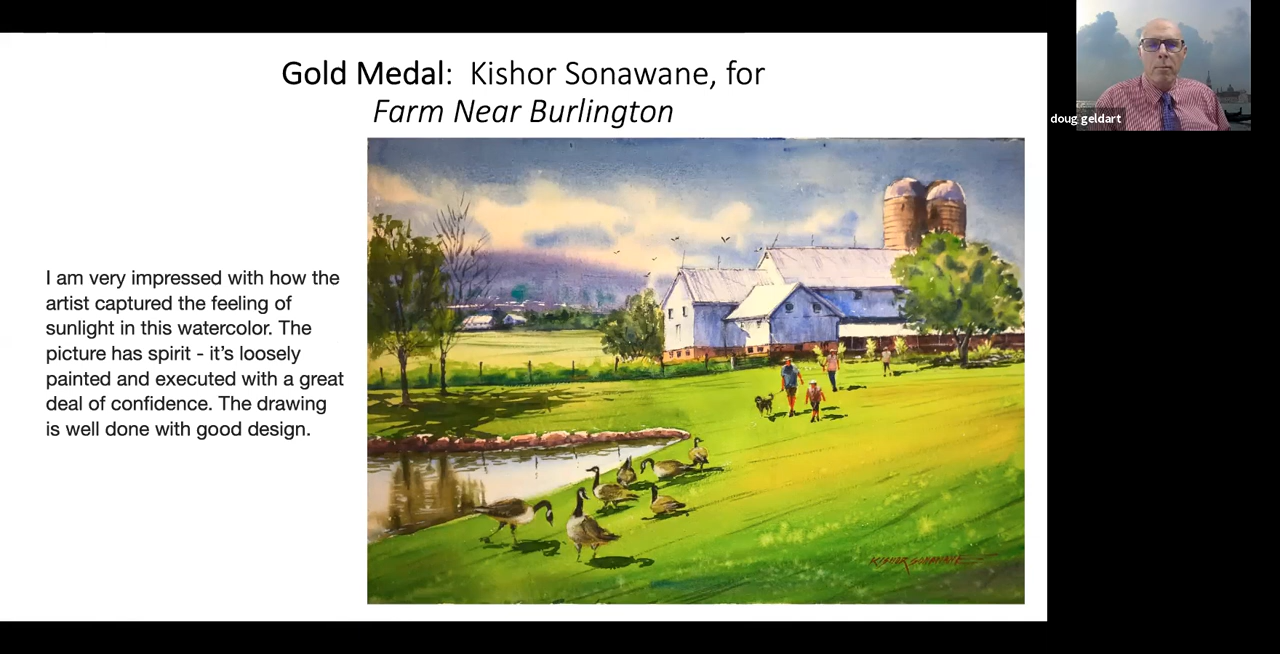 Gold Medal:  Kishor Sonawane, for
Farm Near Burlington
doug geldart
I am very impressed with how the
artist captured the feeling of
sunlight in this watercolor. The
picture has spirit - it's loosely
painted and executed with a great
deal of confidence. The drawing
is well done with good design.
KISHOR SONAWANE